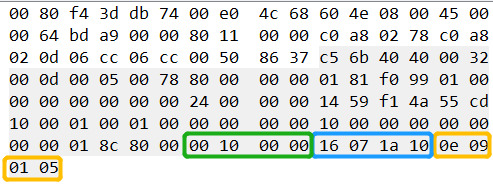 00 80 f4 3d db 74 00 e0 4c 68 60 4e 08 00 45 00
00 64 bd a9 00 00 80 11 00 00 c0 a8 02 78 c0 a8
02 0d 06 cc 06 cc 00 50 86 37 c5 6b 40 40 00 32
00 0d 00 05 00 78 80 00 00 00 01 81 f0 99 01 00
00 00 00 00 00 00 24 00 00 00 14 59 f1 4a 55 cd
10 00 01 00 01 00 00 00 00 00 10 00 00 00 00 00
00 00 01 8c 80 00 00 10 00 00 16 07 1a 10 0e 09
01 05